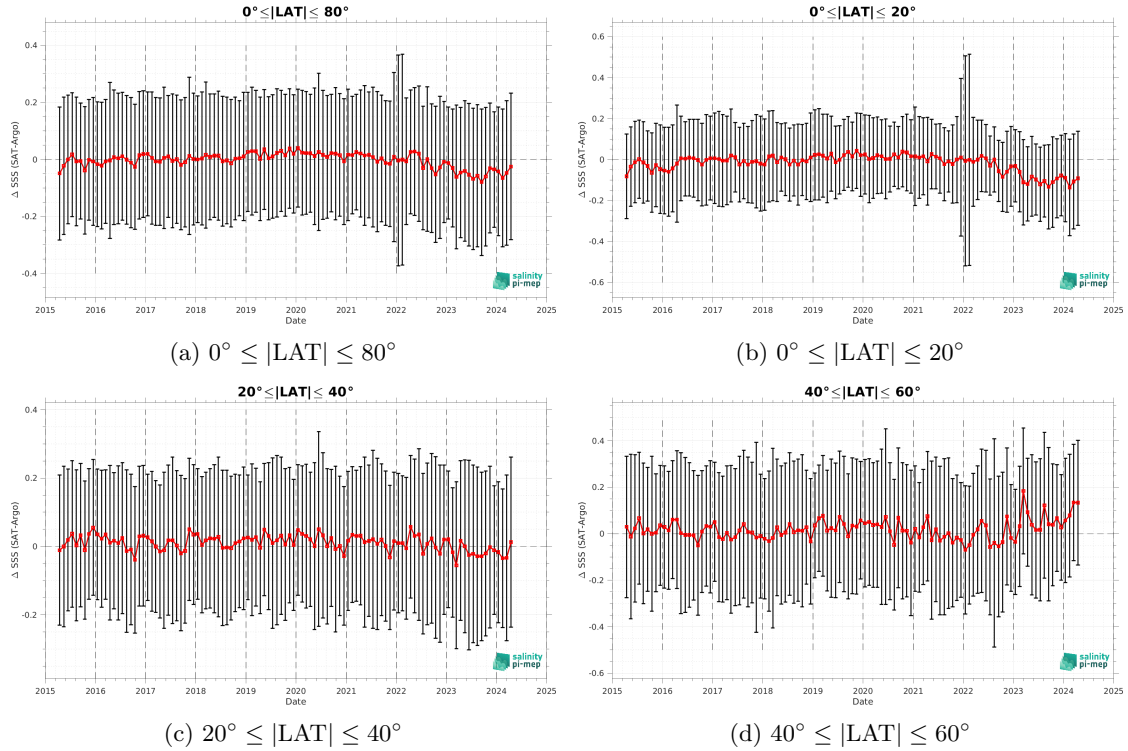 0°≤|LAT|≤ 80°
0.4
0.2
0
-0.2
-0.4
Δ SSS (SAT-Argo)
2015 2016 2017 2018 2019 2020 2021 2022 2023 2024 2025
Date
salinity
pi-mep
(a) 0° ≤ |LAT| ≤ 80°
0°≤|LAT|≤ 20°
0.6
0.4
0.2
0
-0.2
-0.4
-0.6
Δ SSS (SAT-Argo)
2015 2016 2017 2018 2019 2020 2021 2022 2023 2024 2025
Date
salinity
pi-mep
(b) 0° ≤ |LAT| ≤ 20°
20°≤|LAT|≤ 40°
0.4
0.2
0
-0.2
Δ SSS (SAT-Argo)
2015 2016 2017 2018 2019 2020 2021 2022 2023 2024 2025
Date
salinity
pi-mep
(c) 20° ≤ |LAT| ≤ 40°
40°≤|LAT|≤ 60°
0.4
0.2
0
-0.2
-0.4
-0.6
Δ SSS (SAT-Argo)
2015 2016 2017 2018 2019 2020 2021 2022 2023 2024 2025
Date
salinity
pi-mep
(d) 40° ≤ |LAT| ≤ 60°